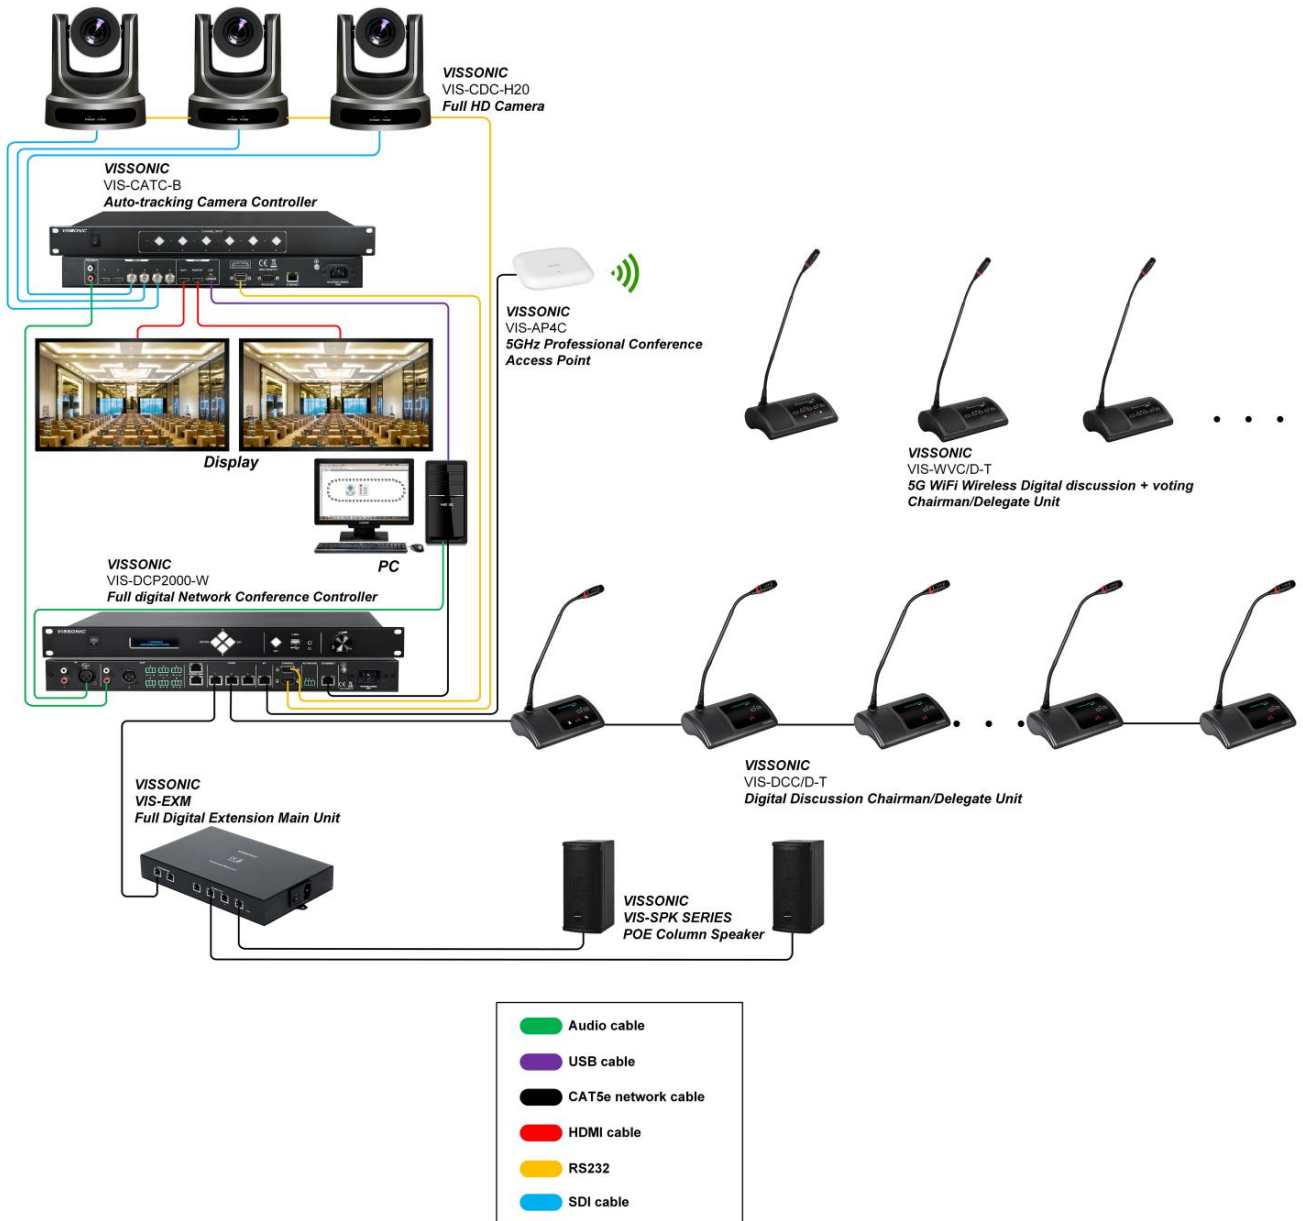 VISSONIC
VIS-CDC-H20
Full HD Camera
VISSONIC
VIS-CATC-B
Auto-tracking Camera Controller
VISSONIC
VISSONIC
VIS-AP4C
5GHz Professional Conference
Access Point
Display
VISSONIC
VIS-WVC/D-T
5G WiFi Wireless Digital discussion + voting
Chairman/Delegate Unit
PC
VISSONIC
VIS-DCP2000-W
Full digital Network Conference Controller
VISSONIC
VISSONIC
VIS-DCC/D-T
Digital Discussion Chairman/Delegate Unit
VISSONIC
VIS-EXM
Full Digital Extension Main Unit
VISSONIC
VIS-SPK SERIES
POE Column Speaker
Audio cable
USB cable
CAT5e network cable
HDMI cable
RS232
SDI cable